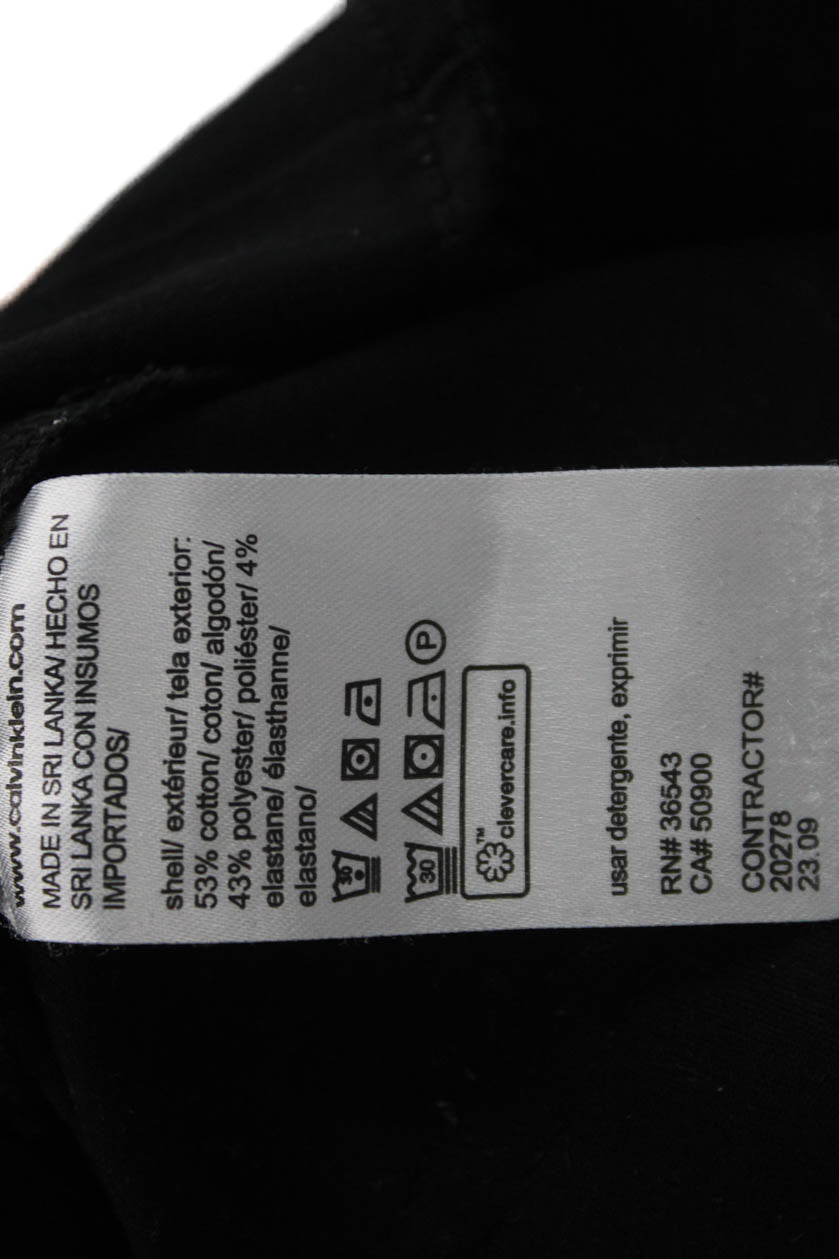 www.calvinklein.com
MADE IN SRI LANKA/ HECHO EN
SRI LANKA CON INSUMOS
IMPORTADOS/
shell/ extérieur/ tela exterior:
53% cotton/ coton/ algodón/
43% polyester/ poliéster/ 4%
elastane/ élasthanne/
elastano/
30
30 P
™ clevercare.info
usar detergente, exprimir
RN# 36543
CA# 50900
CONTRACTOR#
20278
23.09